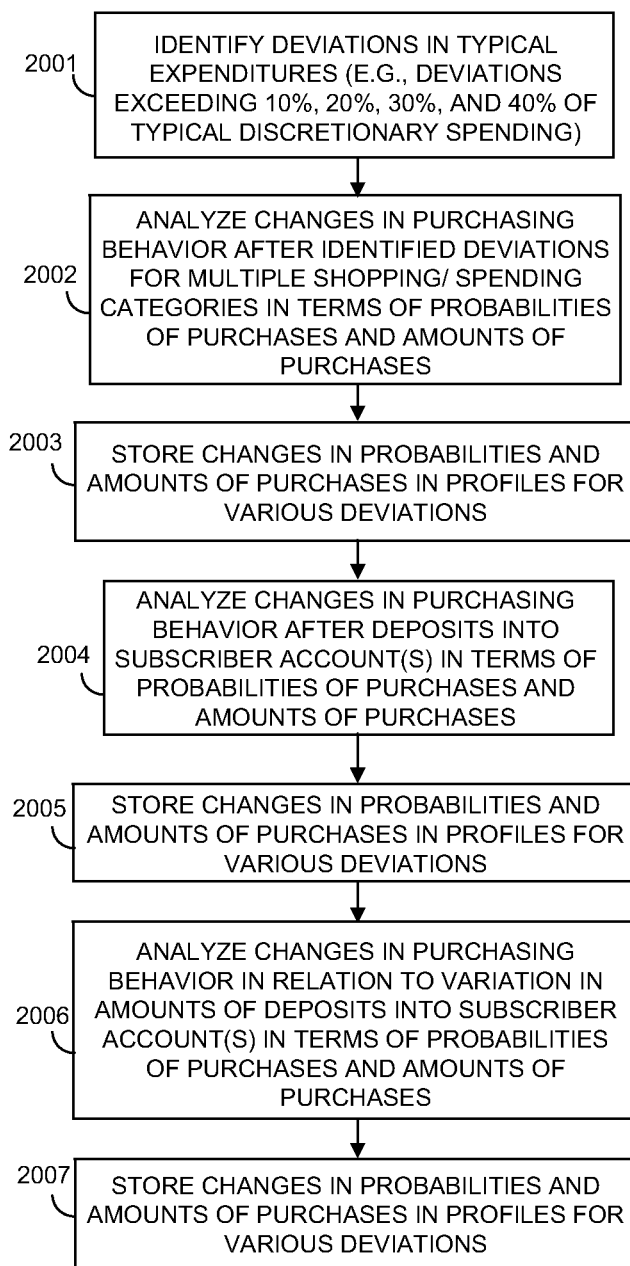 2001
IDENTIFY DEVIATIONS IN TYPICAL
EXPENDITURES (E.G., DEVIATIONS
EXCEEDING 10%, 20%, 30%, AND 40% OF
TYPICAL DISCRETIONARY SPENDING)
2002
ANALYZE CHANGES IN PURCHASING
BEHAVIOR AFTER IDENTIFIED DEVIATIONS
FOR MULTIPLE SHOPPING/ SPENDING
CATEGORIES IN TERMS OF PROBABILITIES
OF PURCHASES AND AMOUNTS OF
PURCHASES
2003
STORE CHANGES IN PROBABILITIES AND
AMOUNTS OF PURCHASES IN PROFILES FOR
VARIOUS DEVIATIONS
2004
ANALYZE CHANGES IN PURCHASING
BEHAVIOR AFTER DEPOSITS INTO
SUBSCRIBER ACCOUNT(S) IN TERMS OF
PROBABILITIES OF PURCHASES AND
AMOUNTS OF PURCHASES
2005
STORE CHANGES IN PROBABILITIES AND
AMOUNTS OF PURCHASES IN PROFILES FOR
VARIOUS DEVIATIONS
2006
ANALYZE CHANGES IN PURCHASING
BEHAVIOR IN RELATION TO VARIATION IN
AMOUNTS OF DEPOSITS INTO SUBSCRIBER
ACCOUNT(S) IN TERMS OF PROBABILITIES
OF PURCHASES AND AMOUNTS OF
PURCHASES
2007
STORE CHANGES IN PROBABILITIES AND
AMOUNTS OF PURCHASES IN PROFILES FOR
VARIOUS DEVIATIONS